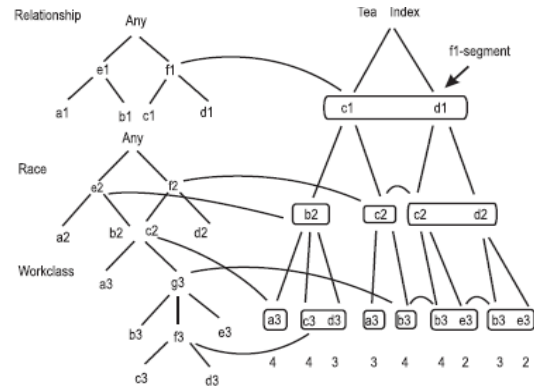 Relationship Any Tea Index
e1 f1 f1-segment
a1 b1 c1 d1 c1 d1
Any
Race
e2 f2 b2 c2 c2 d2
a2 b2 c2 d2
Workclass
a3 g3
b3 f3 e3 a3 c3 d3 a3 b3 b3 e3 b3 e3
c3 d3 4 4 3 3 4 4 2 3 2